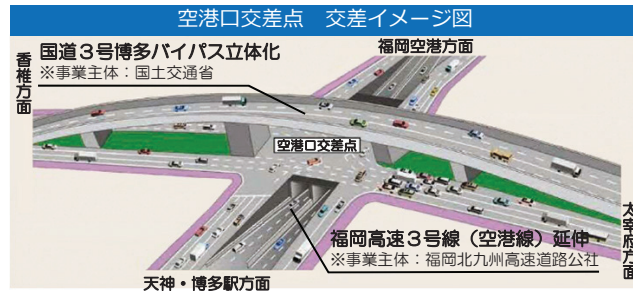 空港口交差点 交差イメージ図
香椎方面
国道3号博多バイパス立体化
※事業主体：国土交通省
福岡空港方面
空港口交差点
福岡高速3号線（空港線）延伸
※事業主体：福岡北九州高速道路公社
太宰府方面
天神・博多駅方面